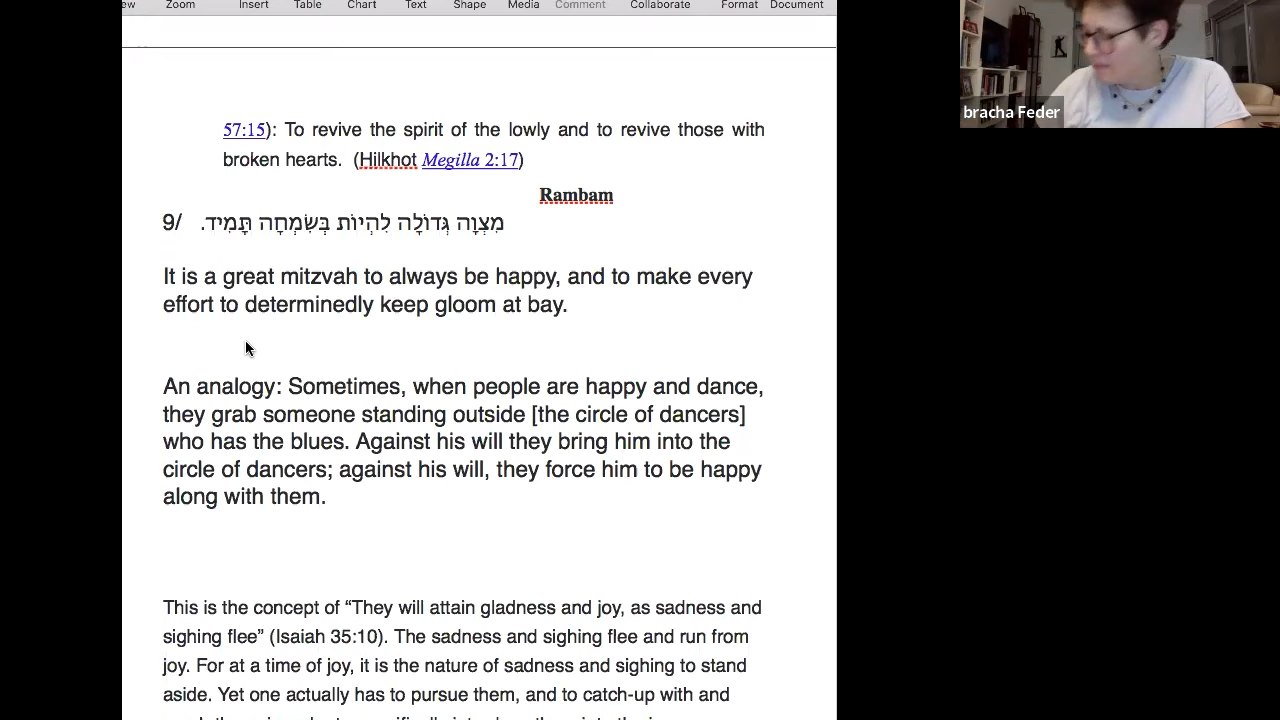 Zoom Insert Table Chart Text Shape Media Comment Collaborate Format Document
bracha Feder
57:15): To revive the spirit of the lowly and to revive those with
broken hearts. (Hilkhot Megilla 2:17)
Rambam
9/ מִצְוָה גְּדוֹלָה לִהְיוֹת בְּשִׂמְחָה תָּמִיד.
It is a great mitzvah to always be happy, and to make every
effort to determinedly keep gloom at bay.
An analogy: Sometimes, when people are happy and dance,
they grab someone standing outside [the circle of dancers]
who has the blues. Against his will they bring him into the
circle of dancers; against his will, they force him to be happy
along with them.
This is the concept of “They will attain gladness and joy, as sadness and
sighing flee” (Isaiah 35:10). The sadness and sighing flee and run from
joy. For at a time of joy, it is the nature of sadness and sighing to stand
aside. Yet one actually has to pursue them, and to catch-up with and